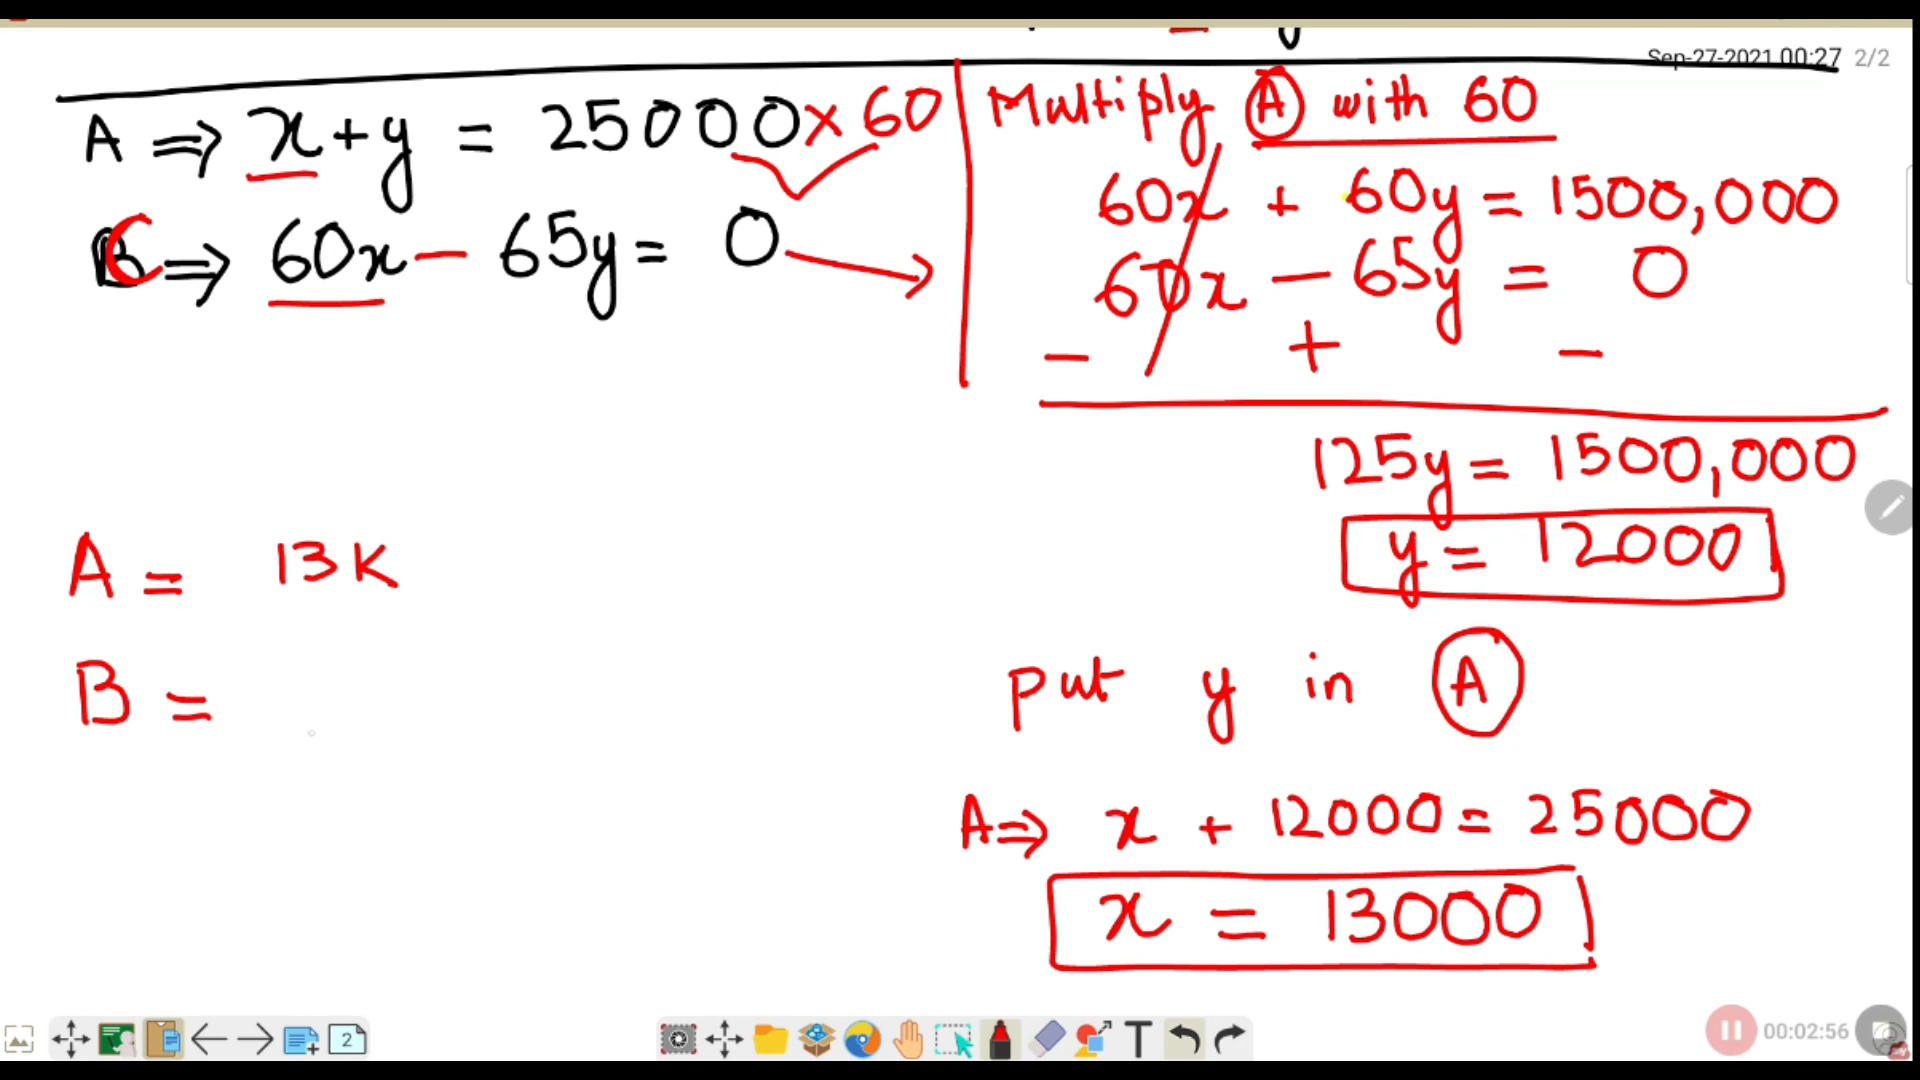 Sep-27-2021 00:27 2/2
A ⇒ x + y = 25000 × 60
C ⇒ 60x - 65y = 0
Multiply A with 60
60x + 60y = 1500,000
60x - 65y = 0
- + -
125y = 1500,000
y = 12000
put y in A
A ⇒ x + 12000 = 25000
x = 13000
A = 13K
B =
2
T
00:02:56